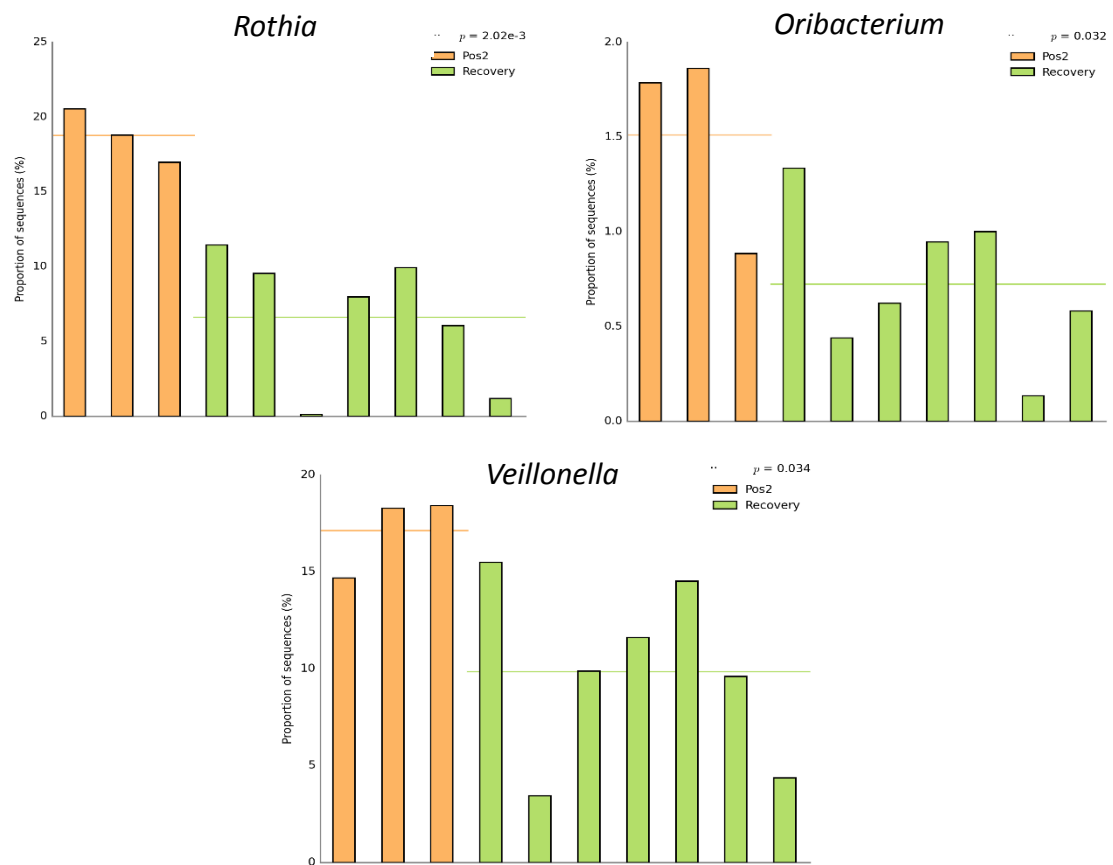 Rothia
p = 2.02e-3
Pos2
Recovery
25
20
15
10
5
0
Proportion of sequences (%)
Oribacterium
p = 0.032
Pos2
Recovery
2.0
1.5
1.0
0.5
0.0
Proportion of sequences (%)
Veillonella
p = 0.034
Pos2
Recovery
20
15
10
5
0
Proportion of sequences (%)